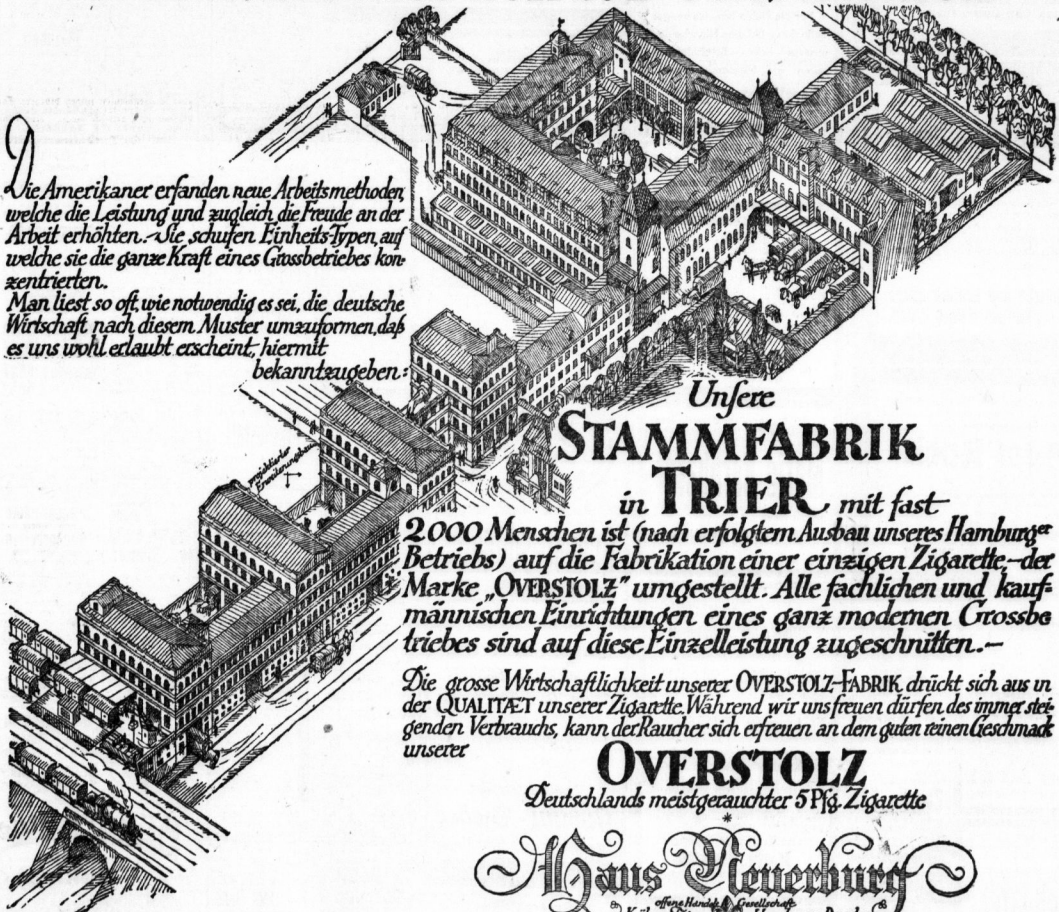 Die Amerikaner erfanden neue Arbeitsmethoden,
welche die Leistung und zugleich die Freude an der
Arbeit erhöhten. Sie schufen Einheits-Typen, auf
welche sie die ganze Kraft eines Grossbetriebes kon-
zentrierten.
Man liest so oft, wie notwendig es sei, die deutsche
Wirtschaft nach diesem Muster umzuformen, daß
es uns wohl erlaubt erscheint, hiermit
bekanntzugeben:
projektierter
Erweiterungsbau
Unsere
STAMMFABRIK
in TRIER mit fast
2000 Menschen ist (nach erfolgtem Ausbau unseres Hamburger
Betriebs) auf die Fabrikation einer einzigen Zigarette,-der
Marke „OVERSTOLZ" umgestellt. Alle fachlichen und kauf-
männischen Einrichtungen eines ganz modernen Grossbe
triebes sind auf diese Einzelleistung zugeschnitten.-
Die grosse Wirtschaftlichkeit unserer OVERSTOLZ-FABRIK drückt sich aus in
der QUALITÆT unserer Zigarette. Während wir uns freuen dürfen des immer stei-
genden Verbrauchs, kann der Raucher sich erfreuen an dem guten reinen Geschmack
unserer
OVERSTOLZ
Deutschlands meistgerauchter 5 Pfg. Zigarette
Haus Neuerburg
offene Handels Gesellschaft